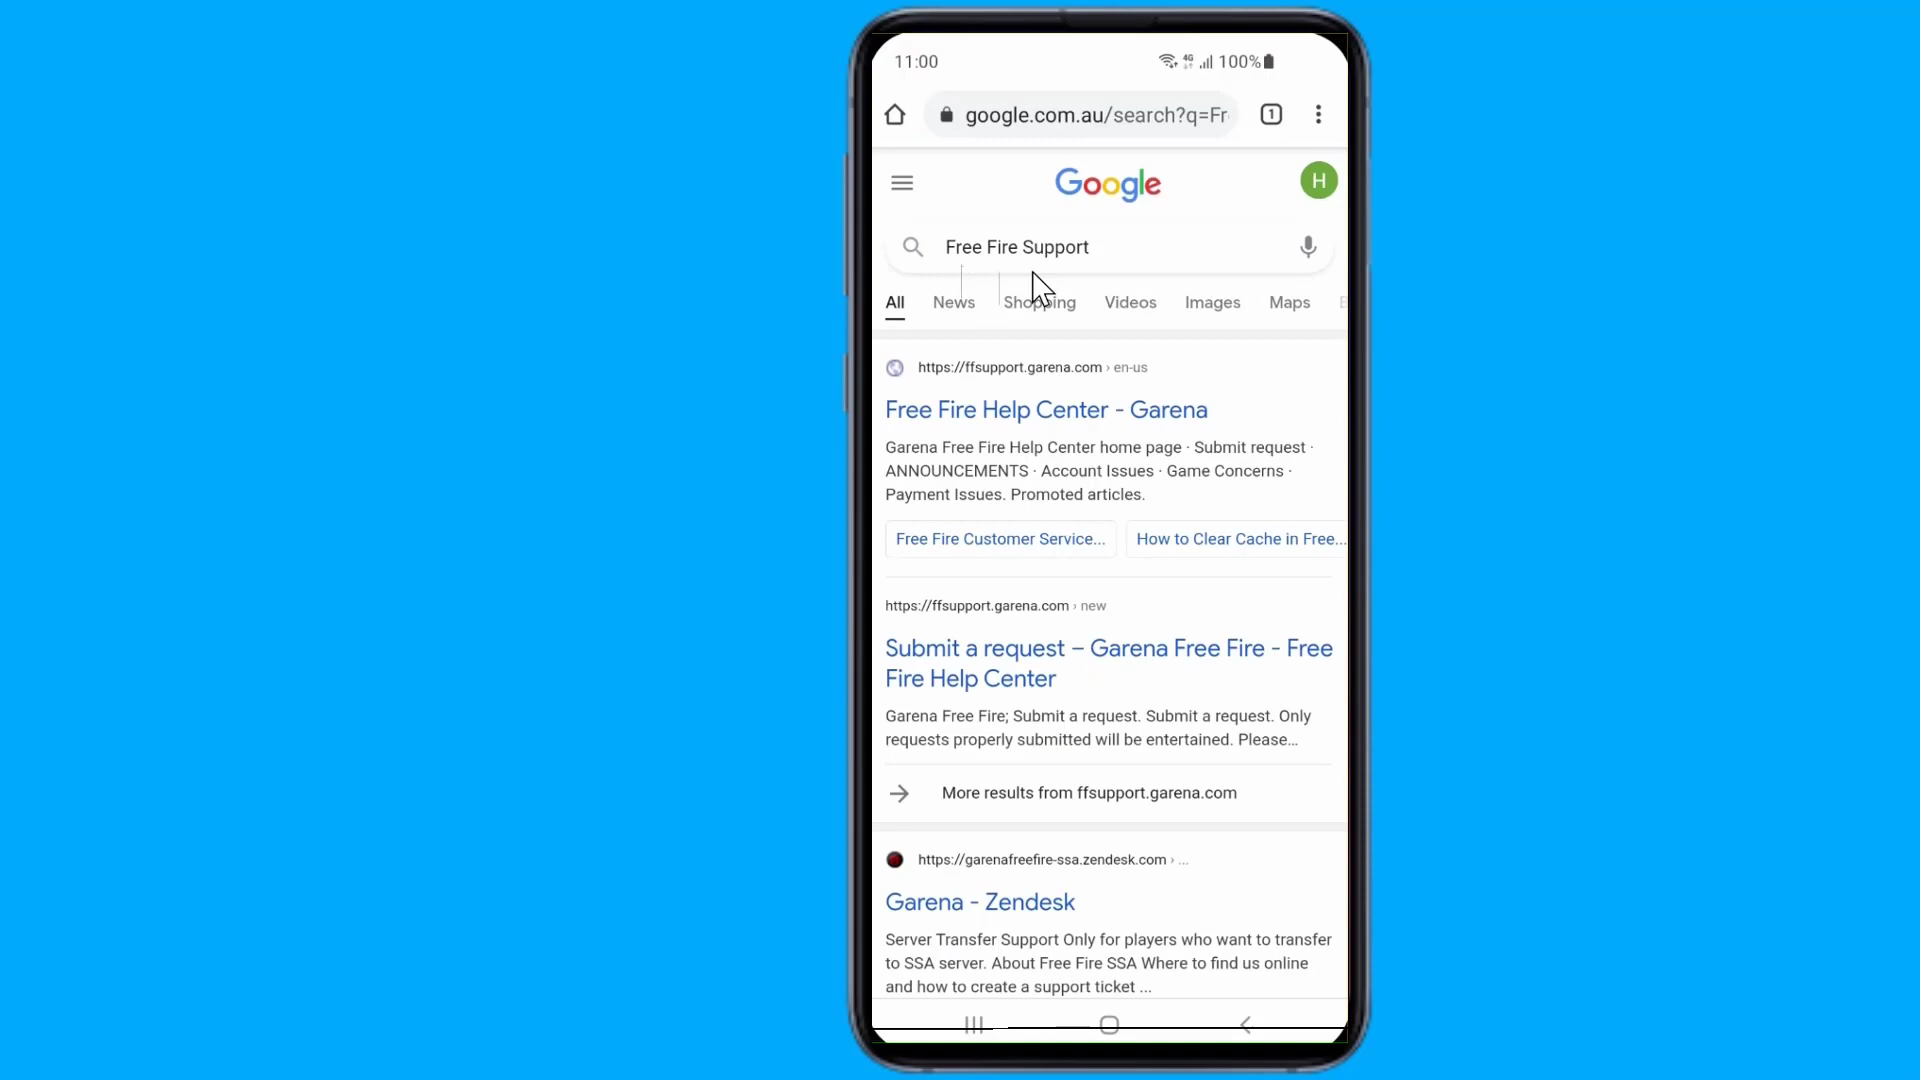 11:00 4G 100%
google.com.au/search?q=Fr
1
Google
H
Free Fire Support
All News Shopping Videos Images Maps
https://ffsupport.garena.com › en-us
Free Fire Help Center - Garena
Garena Free Fire Help Center home page · Submit request ·
ANNOUNCEMENTS · Account Issues · Game Concerns ·
Payment Issues. Promoted articles.
Free Fire Customer Service... How to Clear Cache in Free...
https://ffsupport.garena.com › new
Submit a request – Garena Free Fire - Free
Fire Help Center
Garena Free Fire; Submit a request. Submit a request. Only
requests properly submitted will be entertained. Please...
More results from ffsupport.garena.com
https://garenafreefire-ssa.zendesk.com › ...
Garena - Zendesk
Server Transfer Support Only for players who want to transfer
to SSA server. About Free Fire SSA Where to find us online
and how to create a support ticket ...